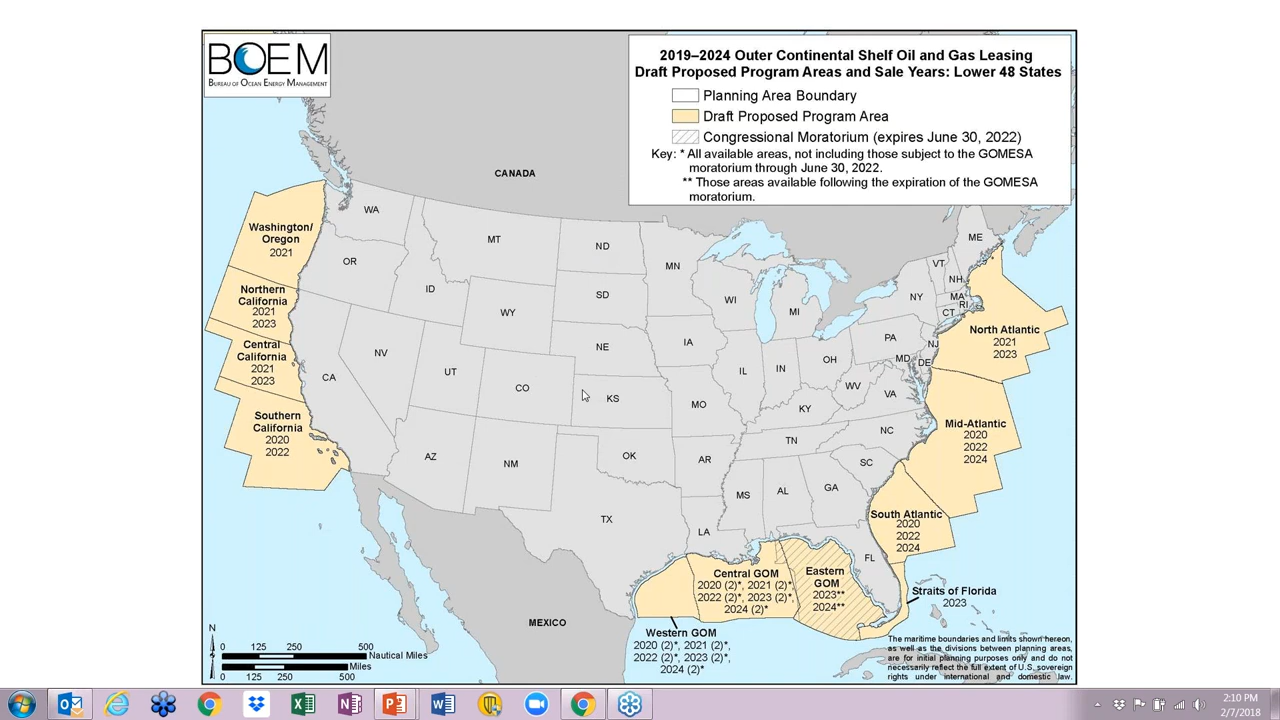 BOEM
BUREAU OF OCEAN ENERGY MANAGEMENT
2019–2024 Outer Continental Shelf Oil and Gas Leasing
Draft Proposed Program Areas and Sale Years: Lower 48 States
Planning Area Boundary
Draft Proposed Program Area
Congressional Moratorium (expires June 30, 2022)
Key: * All available areas, not including those subject to the GOMESA
moratorium through June 30, 2022.
** Those areas available following the expiration of the GOMESA
moratorium.
CANADA
Washington/
Oregon
2021
Northern
California
2021
2023
Central
California
2021
2023
Southern
California
2020
2022
WA
OR
CA
NV
ID
MT
WY
UT
AZ
CO
NM
ND
SD
NE
KS
OK
TX
MN
IA
MO
AR
LA
WI
IL
MI
IN
OH
KY
TN
MS
AL
GA
FL
SC
NC
VA
WV
PA
MD
DE
NJ
NY
CT
RI
MA
NH
VT
ME
North Atlantic
2021
2023
Mid-Atlantic
2020
2022
2024
South Atlantic
2020
2022
2024
Straits of Florida
2023
Eastern
GOM
2023**
2024**
Central GOM
2020 (2)*, 2021 (2)*,
2022 (2)*, 2023 (2)*,
2024 (2)*
Western GOM
2020 (2)*, 2021 (2)*,
2022 (2)*, 2023 (2)*,
2024 (2)*
MEXICO
N
0 125 250 500
Nautical Miles
Miles
0 125 250 500
The maritime boundaries and limits shown hereon,
as well as the divisions between planning areas,
are for initial planning purposes only and do not
necessarily reflect the full extent of U.S. sovereign
rights under international and domestic law.
2:10 PM
2/7/2018